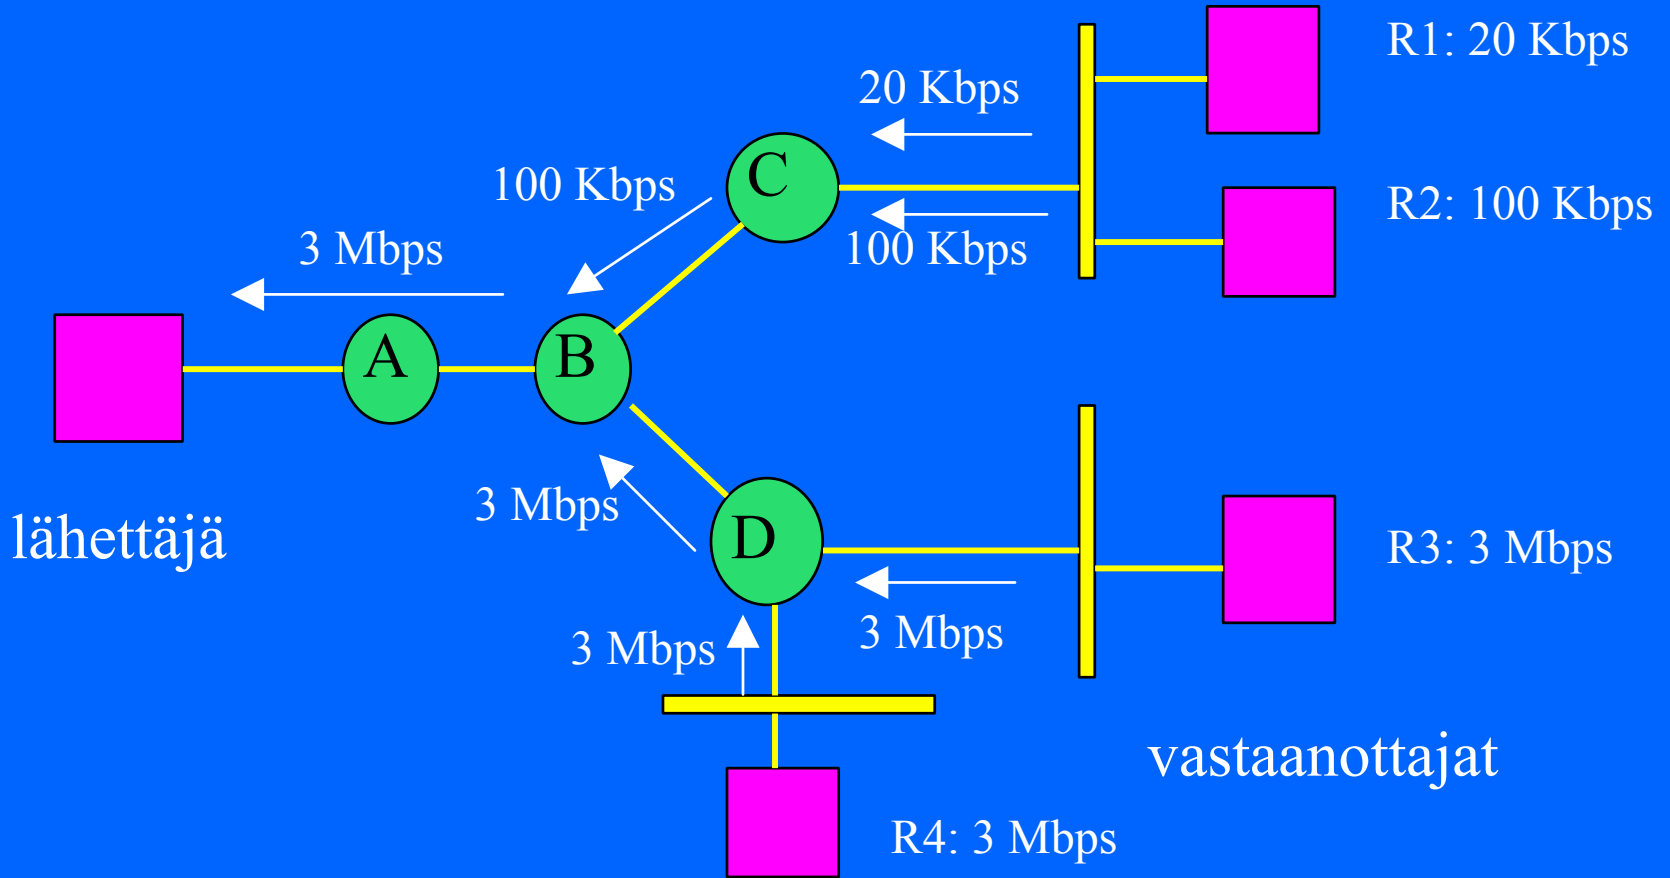 R1: 20 Kbps
20 Kbps
C
100 Kbps
R2: 100 Kbps
100 Kbps
3 Mbps
A
B
3 Mbps
lähettäjä
D
R3: 3 Mbps
3 Mbps
3 Mbps
vastaanottajat
R4: 3 Mbps